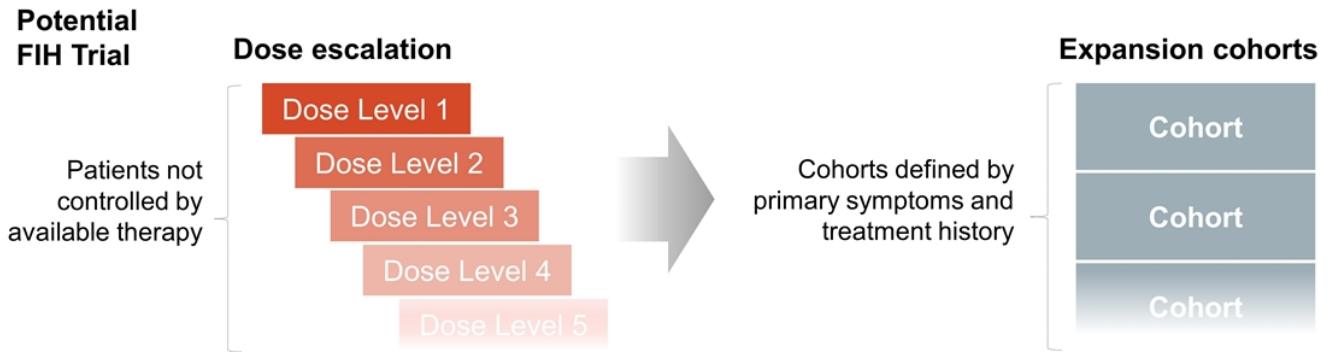 Potential
FIH Trial
Dose escalation
Expansion cohorts
Patients not
controlled by
available therapy
Dose Level 1
Dose Level 2
Dose Level 3
Dose Level 4
Dose Level 5
Cohorts defined by
primary symptoms and
treatment history
Cohort
Cohort
Cohort